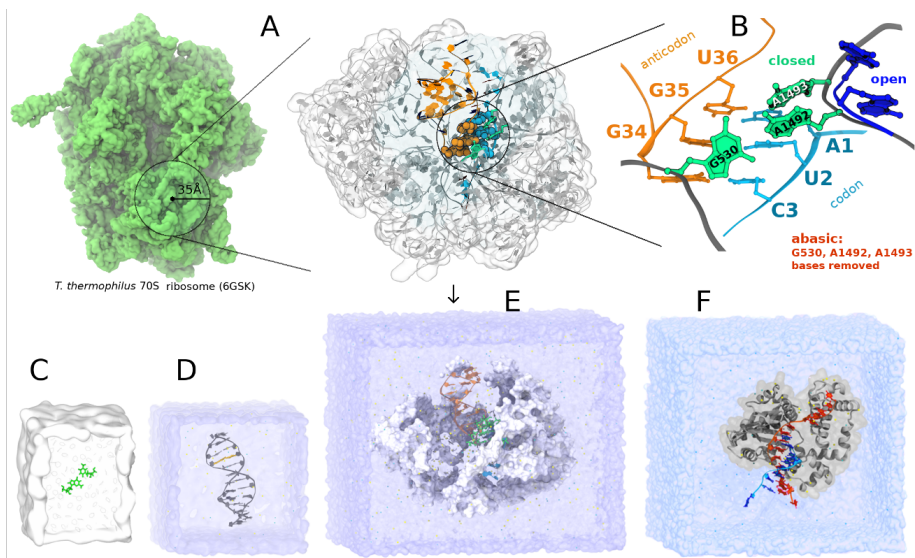 A
B
35Å
T. thermophilus 70S ribosome (6GSK)
anticodon
U36
G35
G34
closed
open
A1493
A1492
G530
A1
U2
C3
codon
abasic:
G530, A1492, A1493
bases removed
↓
C
D
E
F